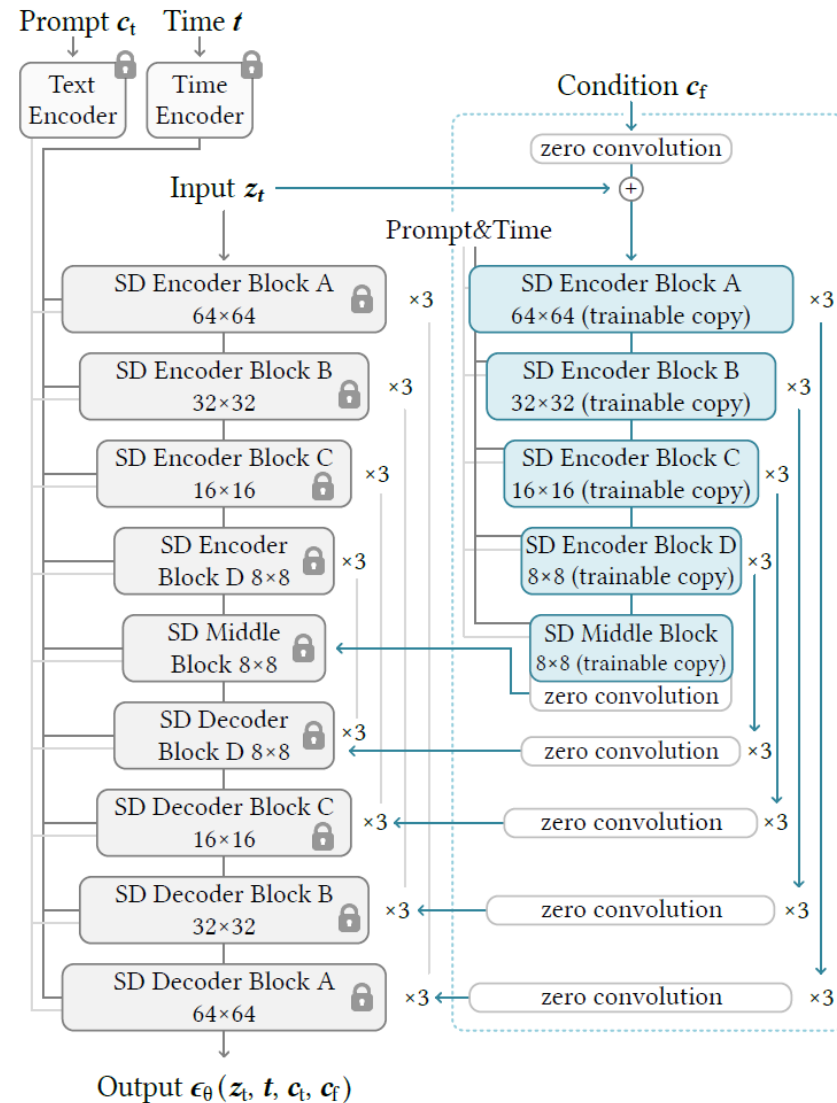 Prompt cₜ
Time t
Text
Encoder
Time
Encoder
Input zₜ
SD Encoder Block A
64×64
×3
SD Encoder Block B
32×32
×3
SD Encoder Block C
16×16
×3
SD Encoder
Block D 8×8
×3
SD Middle
Block 8×8
SD Decoder
Block D 8×8
×3
SD Decoder Block C
16×16
×3
SD Decoder Block B
32×32
×3
SD Decoder Block A
64×64
×3
Output ϵθ(zₜ, t, cₜ, c_f)
Condition c_f
zero convolution
+
Prompt&Time
SD Encoder Block A
64×64 (trainable copy)
×3
SD Encoder Block B
32×32 (trainable copy)
×3
SD Encoder Block C
16×16 (trainable copy)
×3
SD Encoder Block D
8×8 (trainable copy)
×3
SD Middle Block
8×8 (trainable copy)
zero convolution
zero convolution
×3
zero convolution
×3
zero convolution
×3
zero convolution
×3